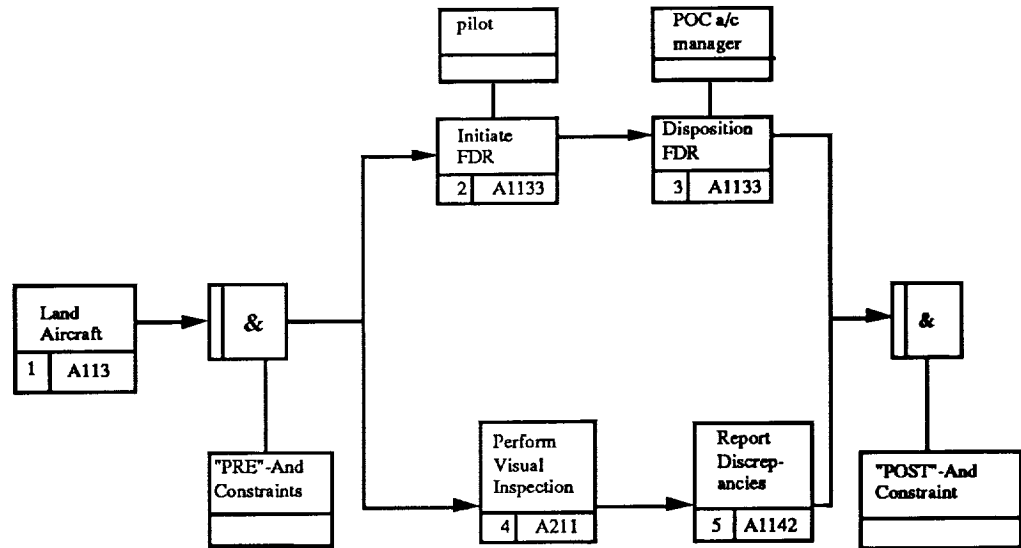 pilot
POC a/c
manager
Initiate
FDR
2 A1133
Disposition
FDR
3 A1133
Land
Aircraft
1 A113
&
&
"PRE"-And
Constraints
Perform
Visual
Inspection
4 A211
Report
Discrep-
ancies
5 A1142
"POST"-And
Constraint